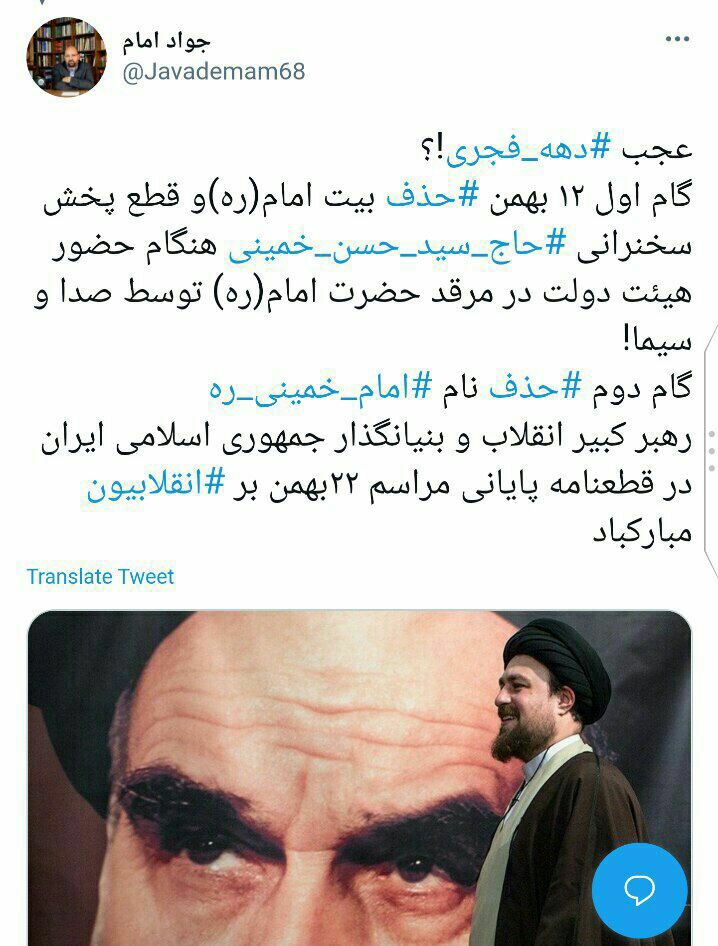 جواد امام
@Javademam68
عجب #دهه_فجری!؟
گام اول ۱۲ بهمن #حذف بیت امام(ره)و قطع پخش
سخنرانی #حاج_سید_حسن_خمینی هنگام حضور
هیئت دولت در مرقد حضرت امام(ره) توسط صدا و
سیما!
گام دوم #حذف نام #امام_خمینی_ره
رهبر کبیر انقلاب و بنیانگذار جمهوری اسلامی ایران
در قطعنامه پایانی مراسم ۲۲بهمن بر #انقلابیون
مبارکباد
Translate Tweet